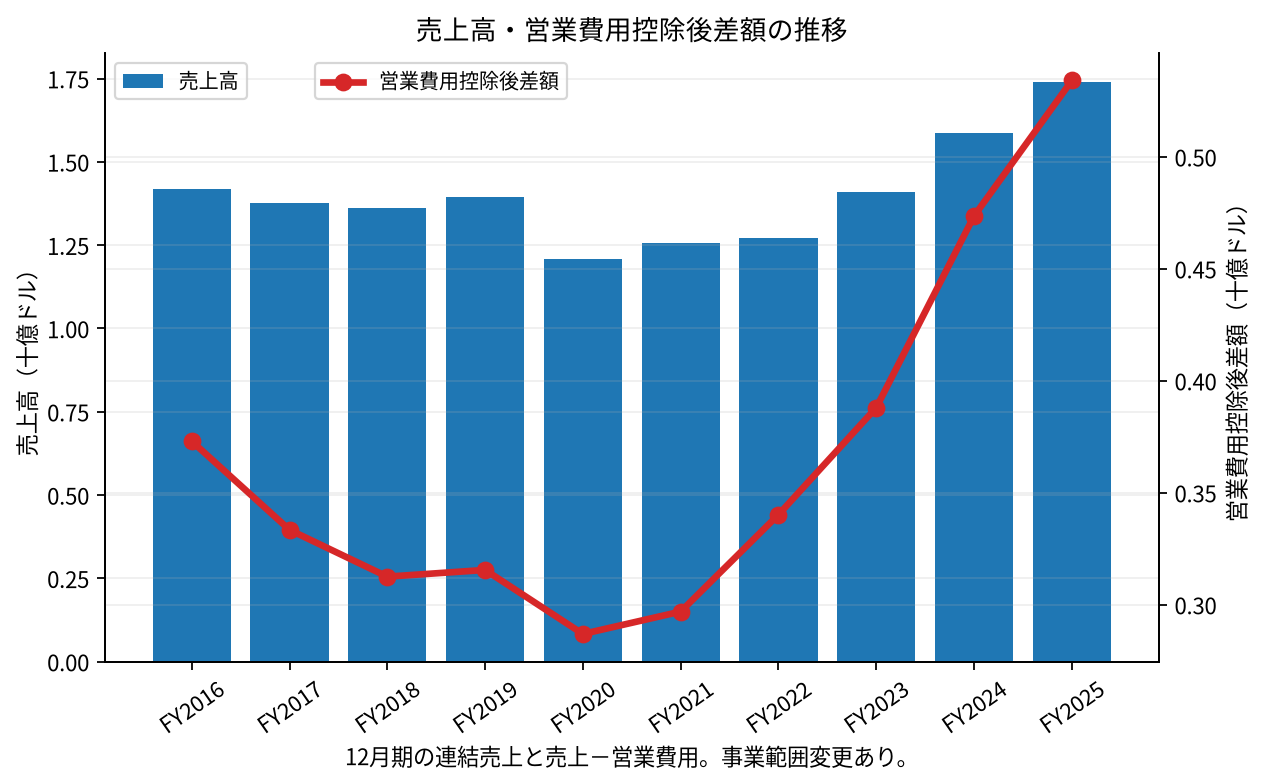 売上高・営業費用控除後差額の推移
売上高
営業費用控除後差額
売上高（十億ドル）
1.75
1.50
1.25
1.00
0.75
0.50
0.25
0.00
0.50
0.45
0.40
0.35
0.30
営業費用控除後差額（十億ドル）
FY2016
FY2017
FY2018
FY2019
FY2020
FY2021
FY2022
FY2023
FY2024
FY2025
12月期の連結売上と売上－営業費用。事業範囲変更あり。